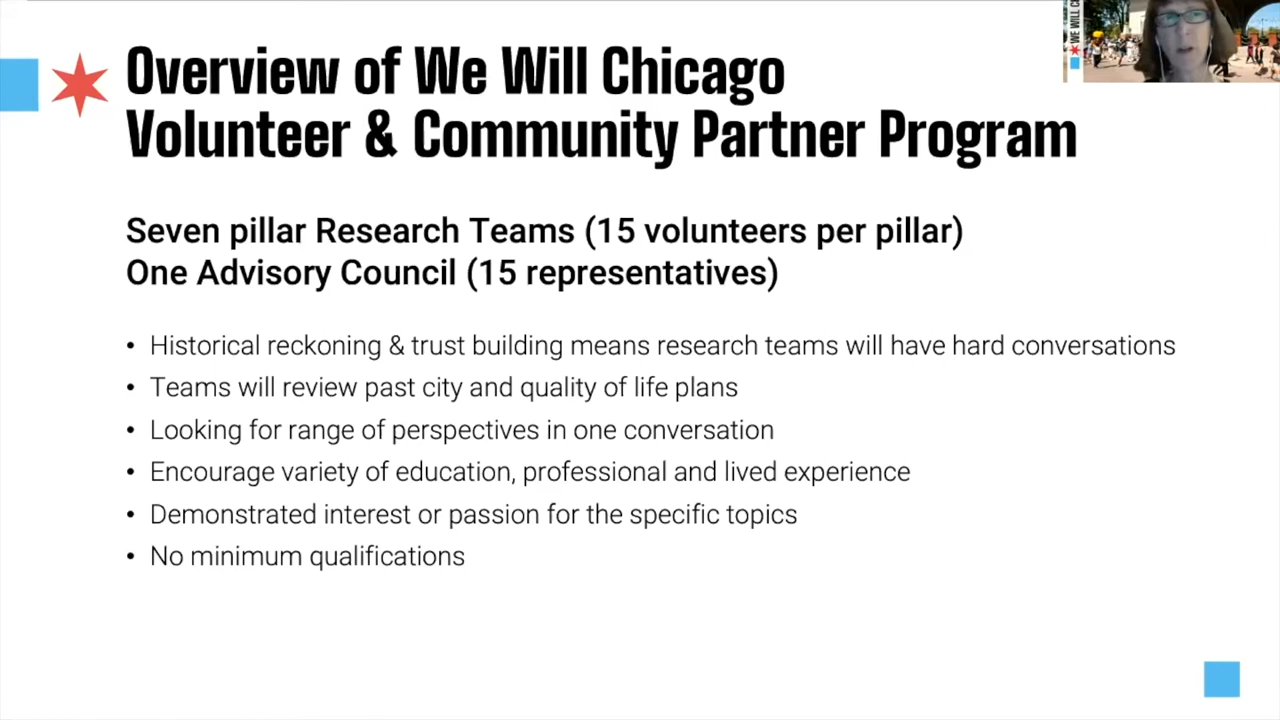 Overview of We Will Chicago
Volunteer & Community Partner Program
Seven pillar Research Teams (15 volunteers per pillar)
One Advisory Council (15 representatives)
• Historical reckoning & trust building means research teams will have hard conversations
• Teams will review past city and quality of life plans
• Looking for range of perspectives in one conversation
• Encourage variety of education, professional and lived experience
• Demonstrated interest or passion for the specific topics
• No minimum qualifications
WE WILL